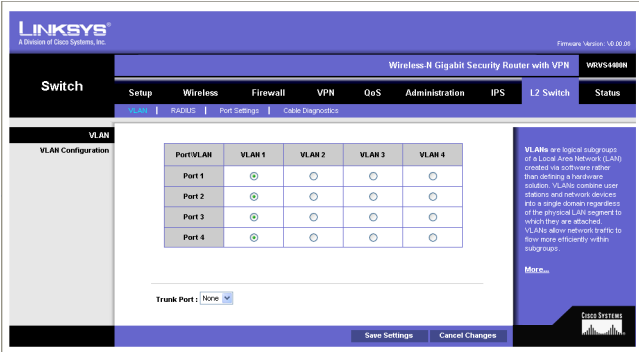 LINKSYS®
A Division of Cisco Systems, Inc.
Firmware Version: V0.00.06
Wireless-N Gigabit Security Router with VPN WRVS4400N
Switch
Setup Wireless Firewall VPN QoS Administration IPS L2 Switch Status
VLAN | RADIUS | Port Settings | Cable Diagnostics
VLAN
VLAN Configuration
Port\VLAN VLAN 1 VLAN 2 VLAN 3 VLAN 4
Port 1
Port 2
Port 3
Port 4
Trunk Port : None
VLANs are logical subgroups
of a Local Area Network (LAN)
created via software rather
than defining a hardware
solution. VLANs combine user
stations and network devices
into a single domain regardless
of the physical LAN segment to
which they are attached.
VLANs allow network traffic to
flow more efficiently within
subgroups.
More...
Save Settings Cancel Changes
CISCO SYSTEMS